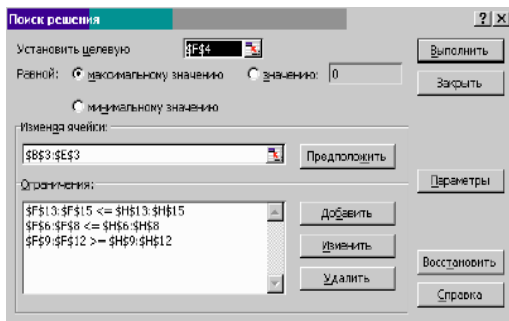 Поиск решения
Установить целевую $F$4 Выполнить
Равной: максимальному значению значению: 0 Закрыть
минимальному значению
Изменяя ячейки:
$B$3:$E$3 Предположить
Параметры
Ограничения:
$F$13:$F$15 <= $H$13:$H$15
$F$6:$F$8 <= $H$6:$H$8
$F$9:$F$12 >= $H$9:$H$12
Добавить
Изменить
Удалить
Восстановить
Справка